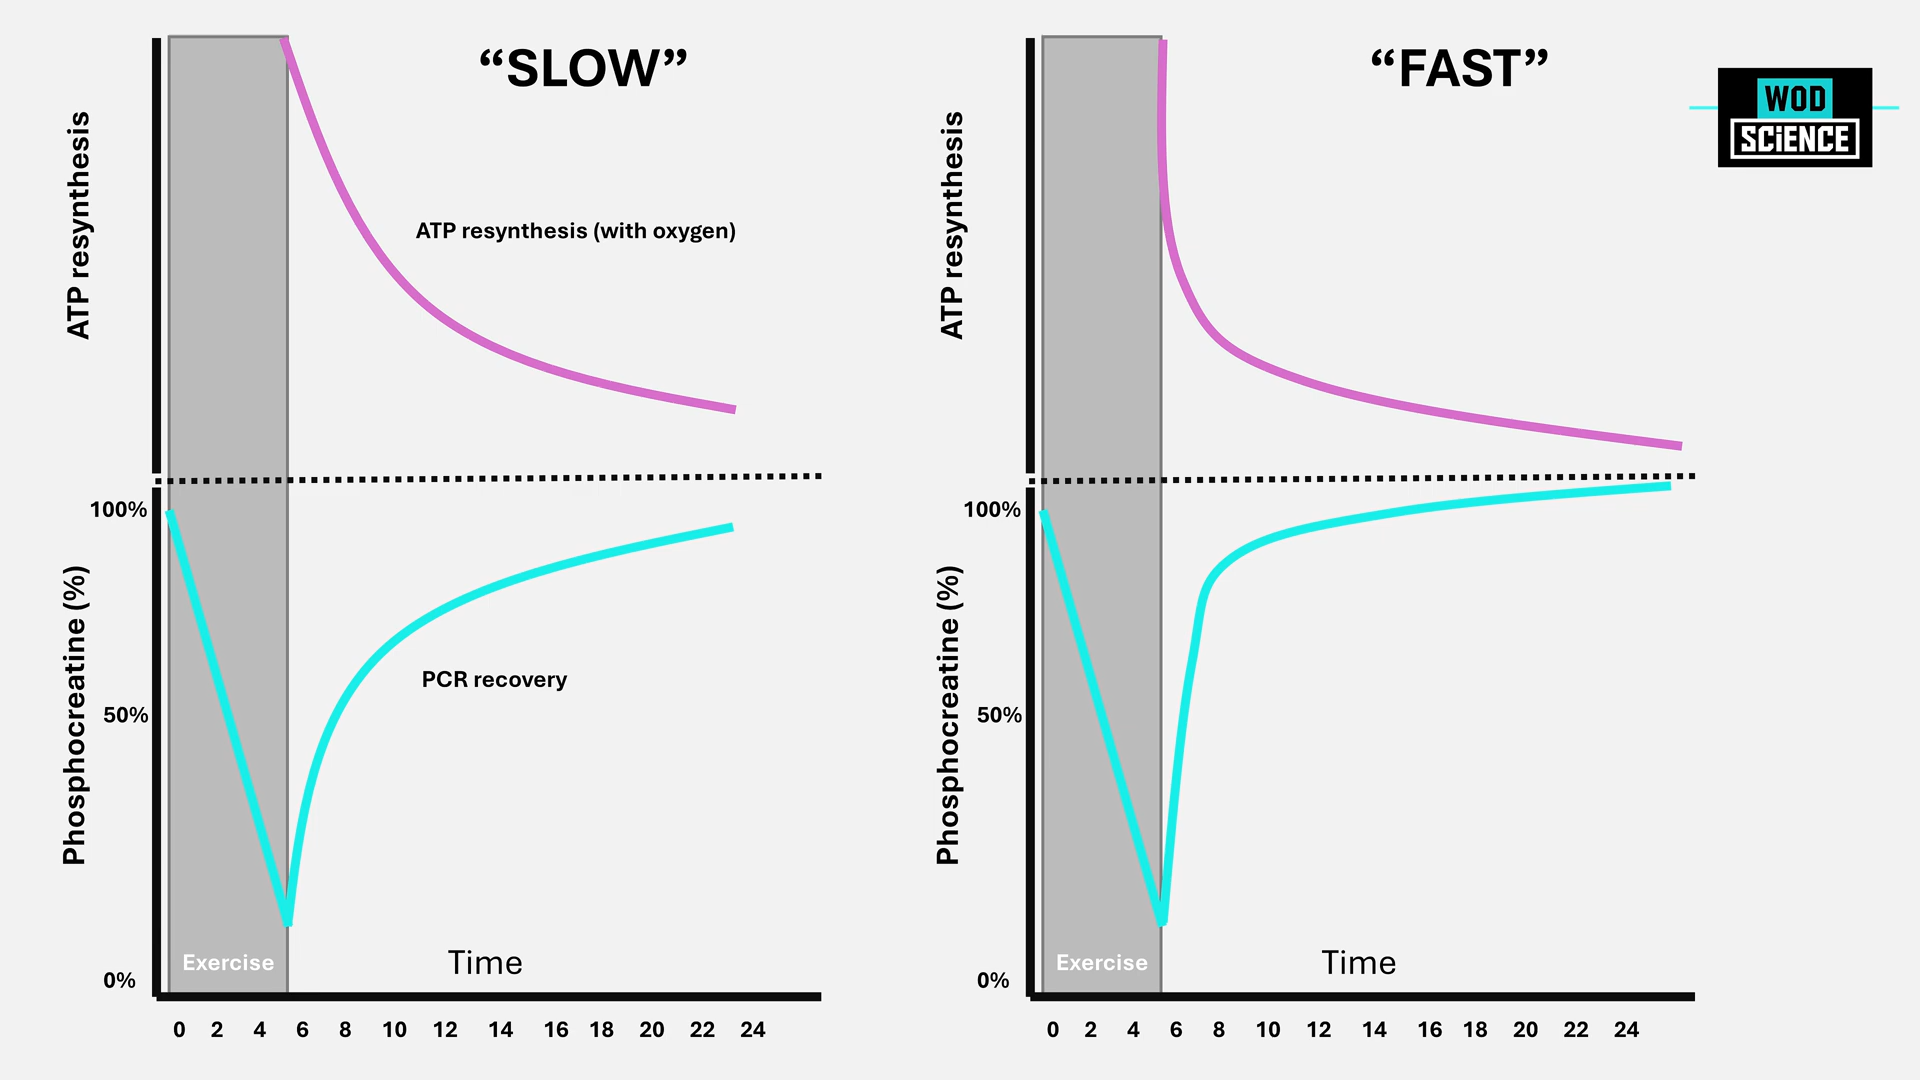 “SLOW”
ATP resynthesis
ATP resynthesis (with oxygen)
100%
Phosphocreatine (%)
50%
PCR recovery
0%
Exercise
Time
0 2 4 6 8 10 12 14 16 18 20 22 24
“FAST”
ATP resynthesis
100%
Phosphocreatine (%)
50%
0%
Exercise
Time
0 2 4 6 8 10 12 14 16 18 20 22 24
WOD
SCiENCE